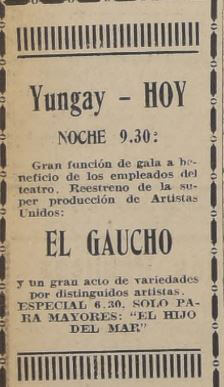 Yungay - HOY
NOCHE 9.30:
Gran función de gala a be-
neficio de los empleados del
teatro. Reestreno de la su-
per producción de Artistas
Unidos:
EL GAUCHO
y un gran acto de variedades
por distinguidos artistas.
ESPECIAL 6.30. SOLO PA-
RA MAYORES: "EL HIJO
DEL MAR"